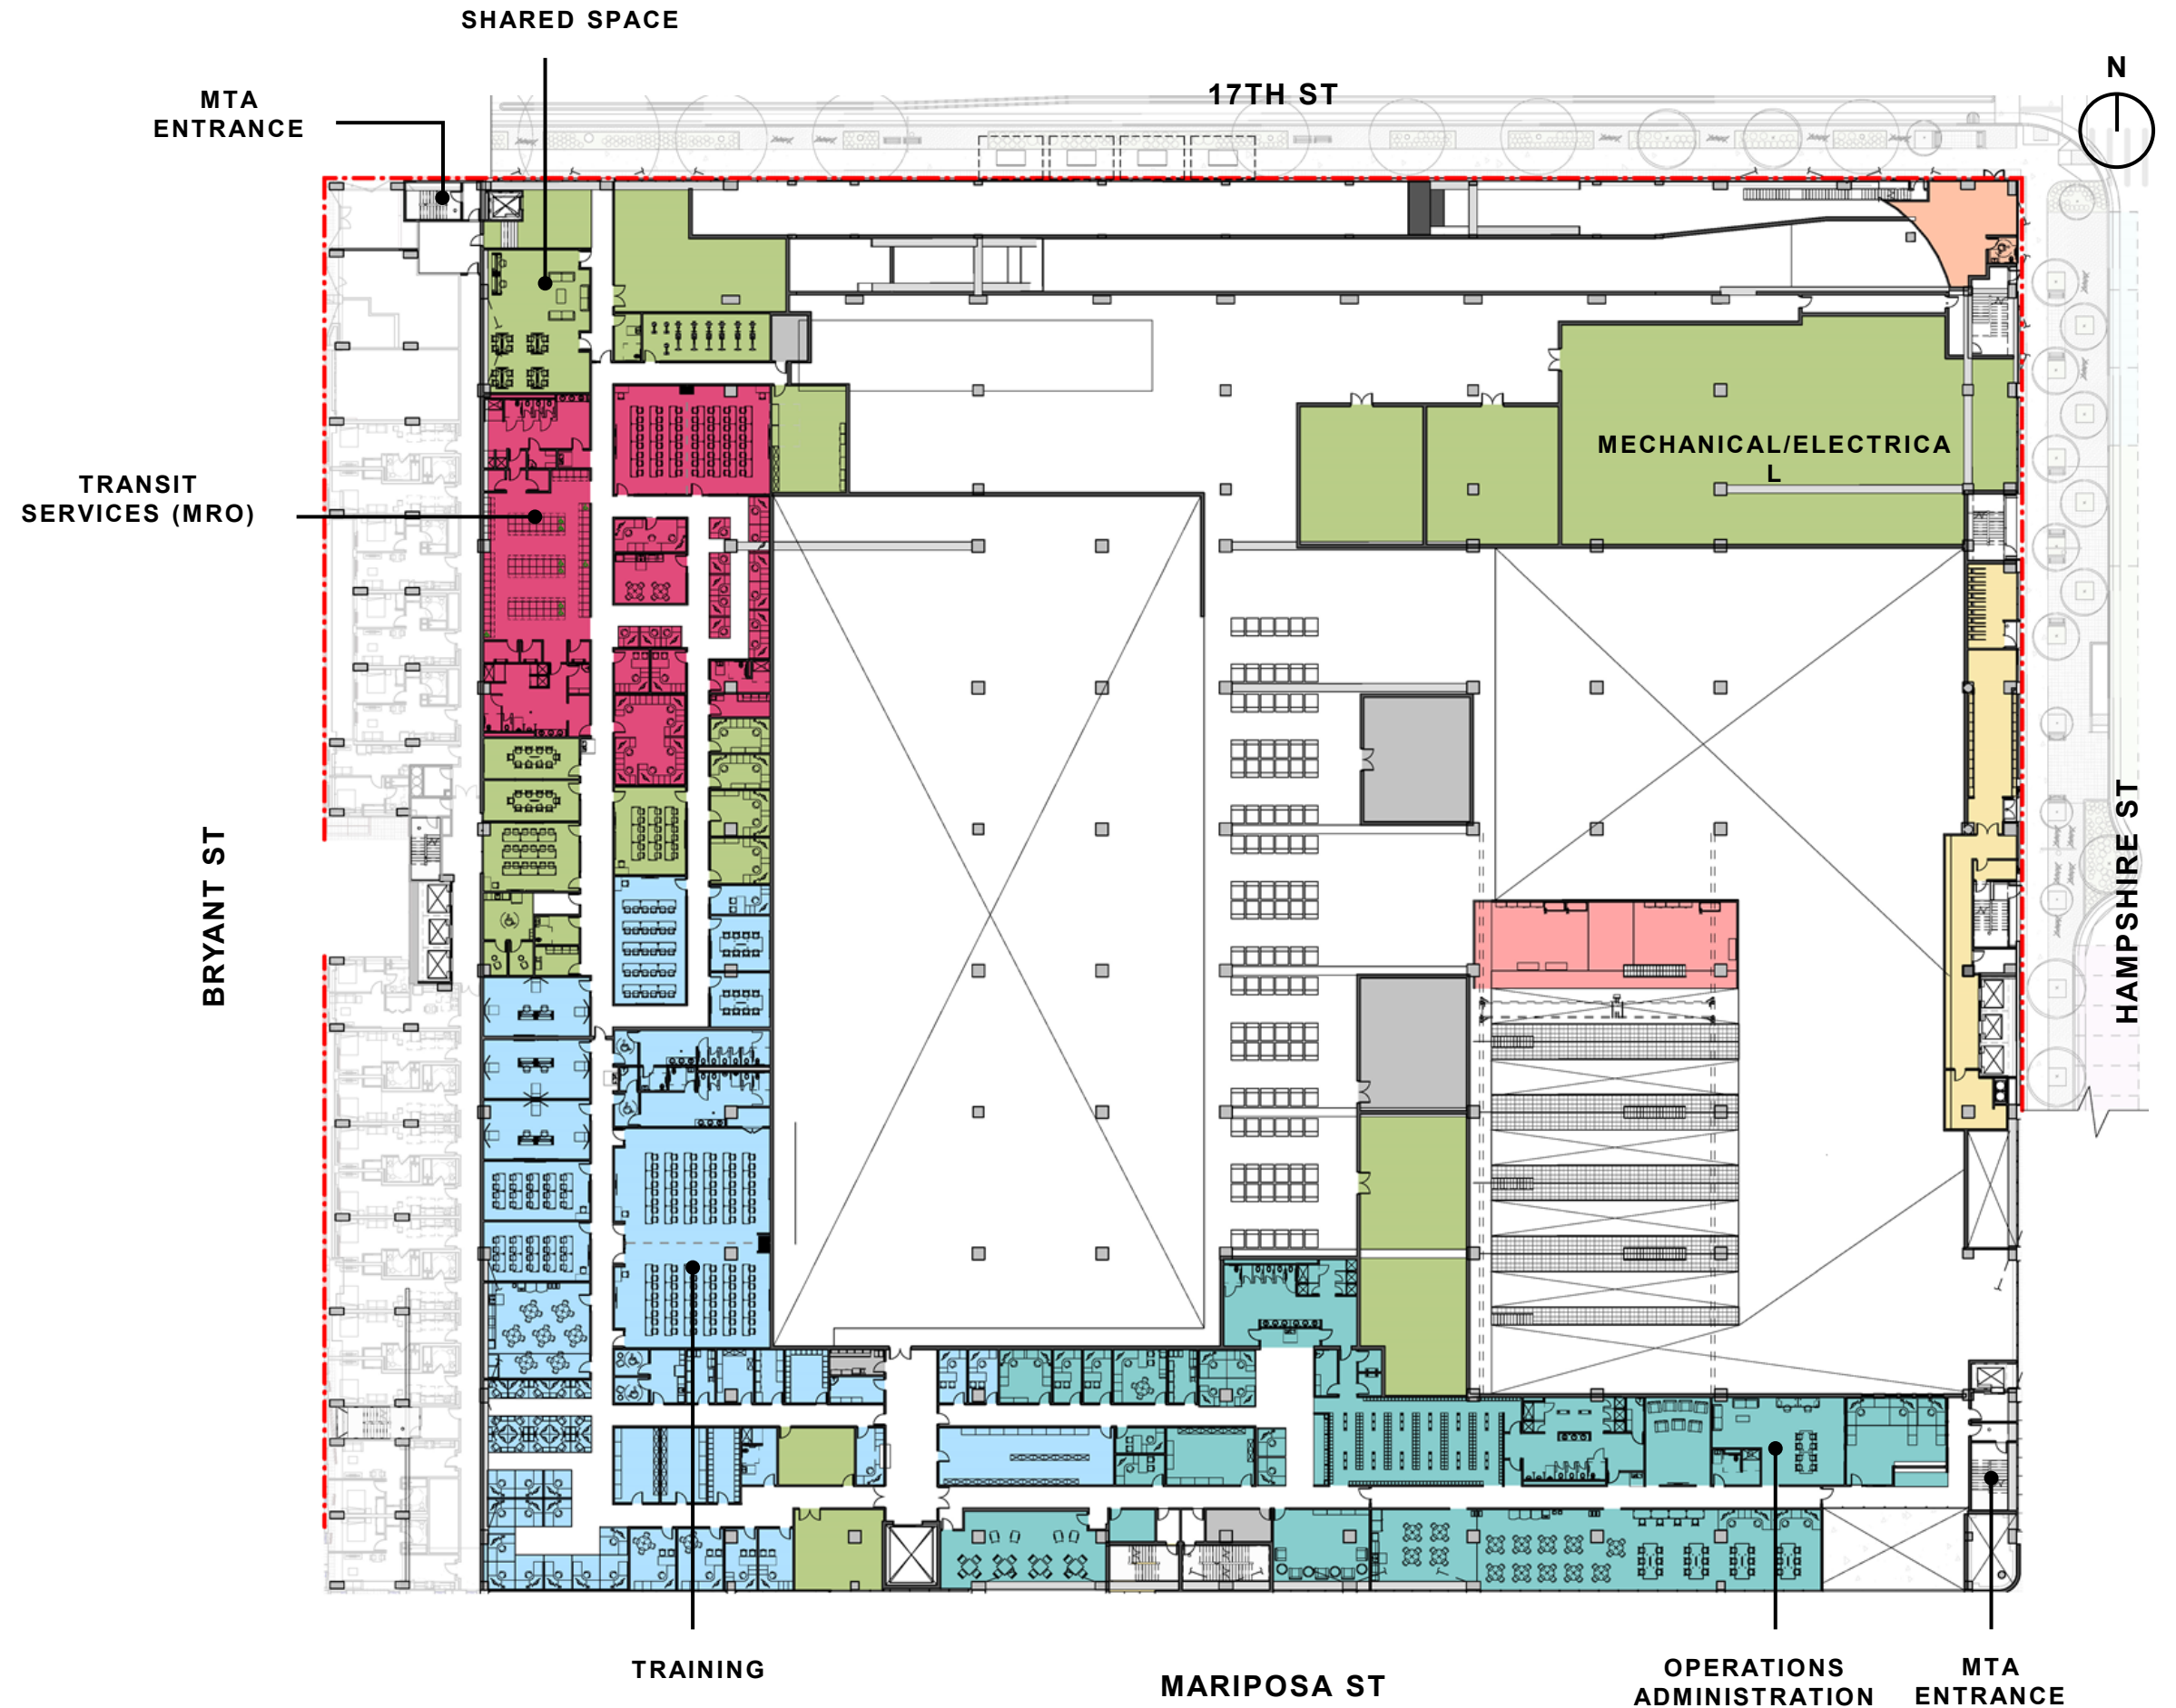 SHARED SPACE
17TH ST
N
MTA
ENTRANCE
MECHANICAL/ELECTRICA
L
TRANSIT
SERVICES (MRO)
BRYANT ST
HAMPSHIRE ST
TRAINING
MARIPOSA ST
OPERATIONS
ADMINISTRATION
MTA
ENTRANCE